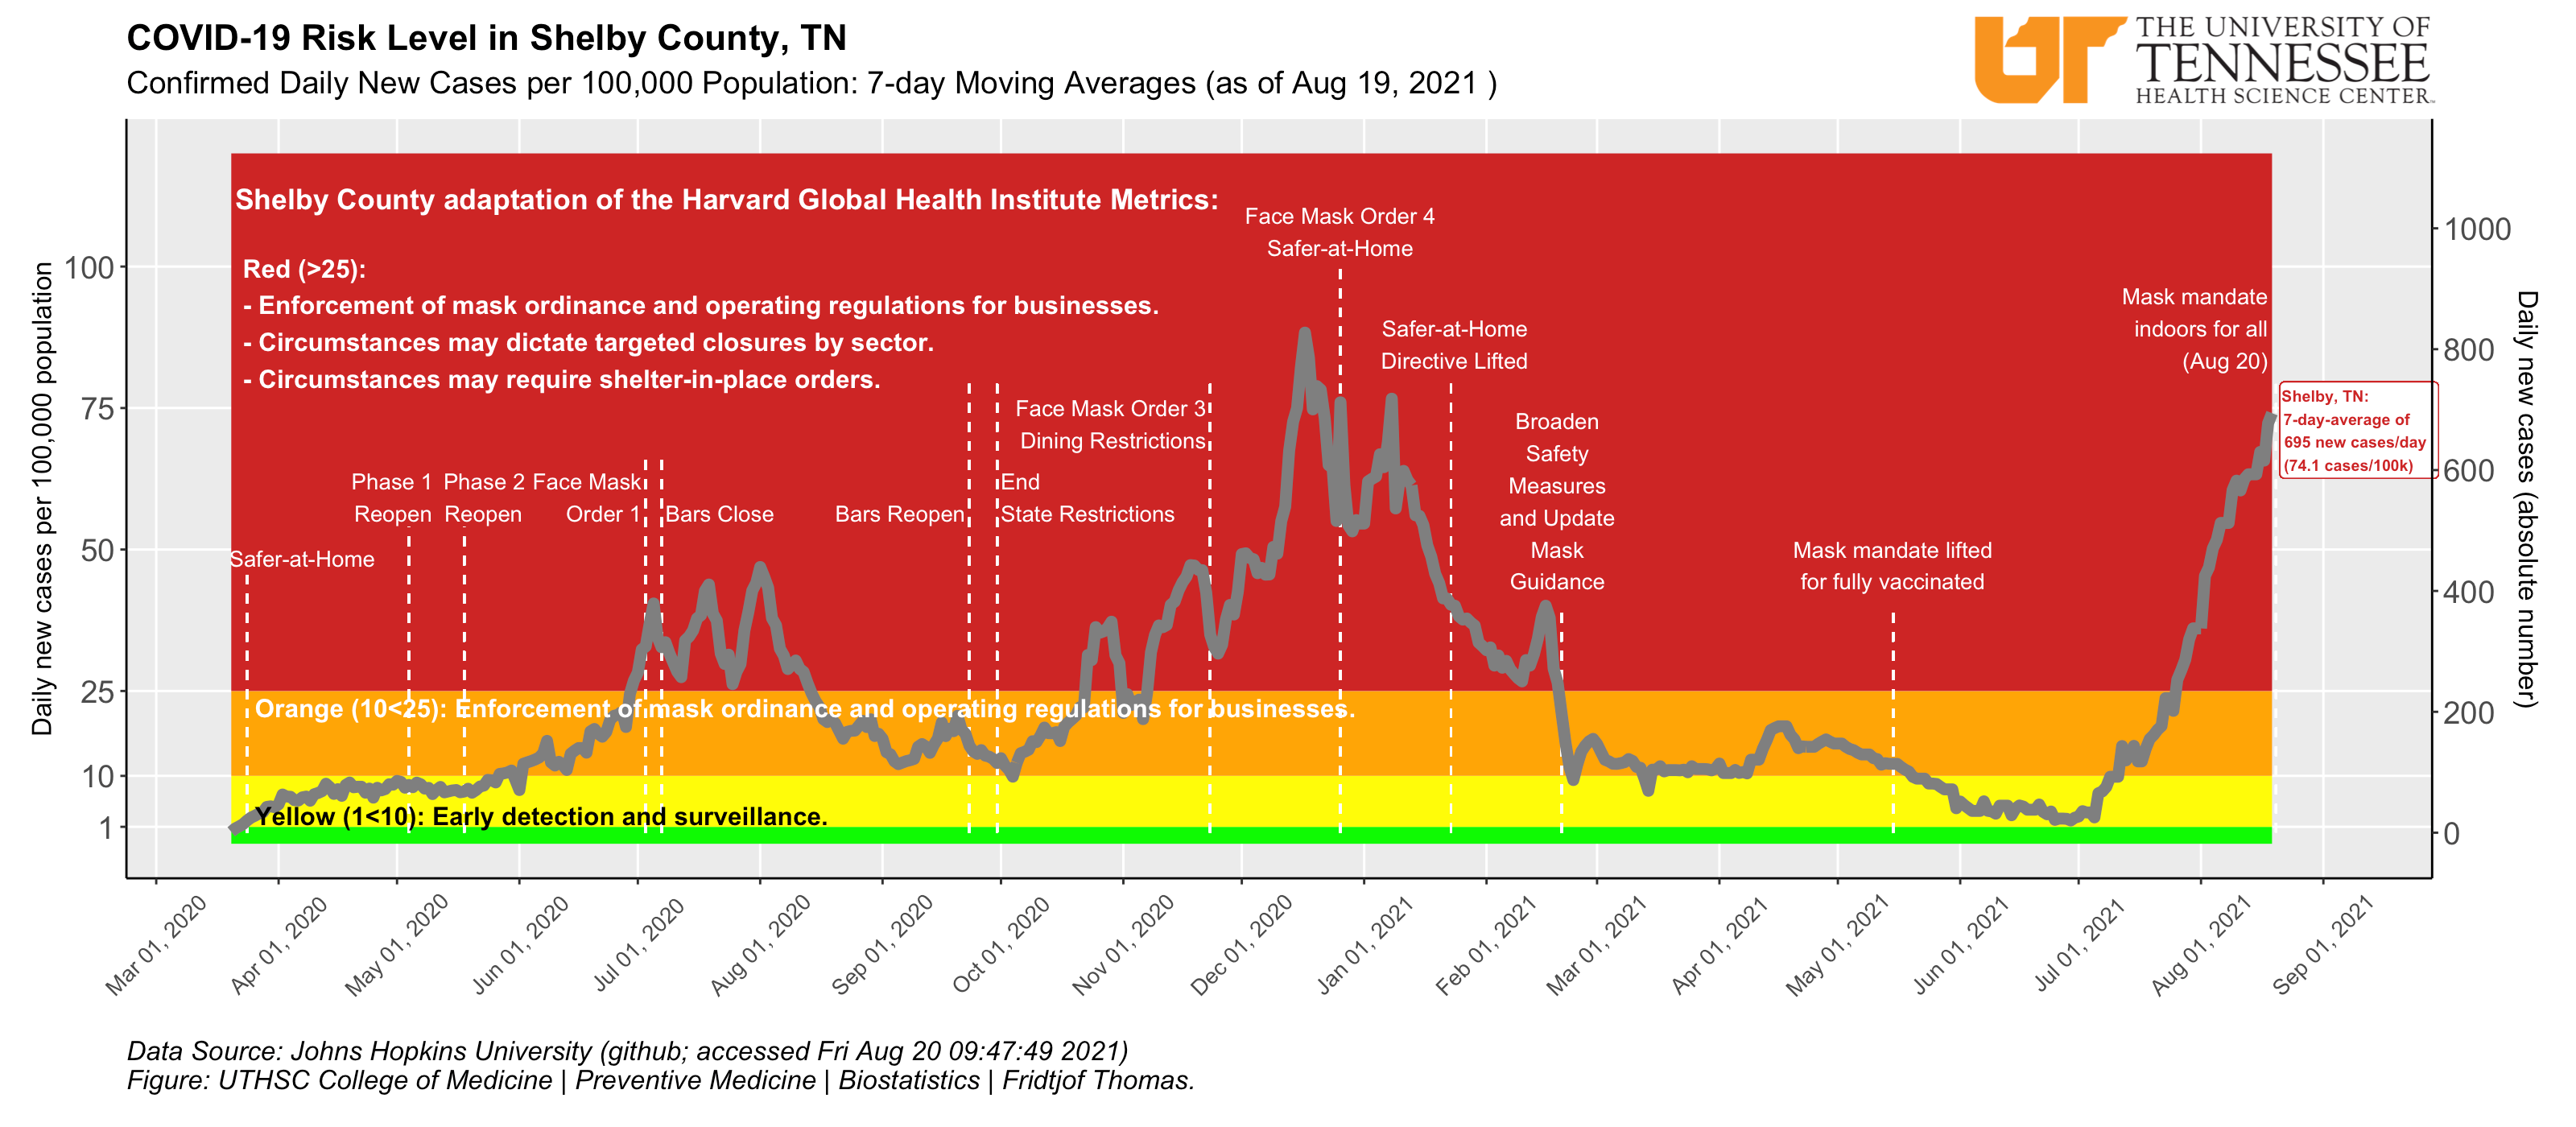 COVID-19 Risk Level in Shelby County, TN
Confirmed Daily New Cases per 100,000 Population: 7-day Moving Averages (as of Aug 19, 2021 )
THE UNIVERSITY OF
TENNESSEE
HEALTH SCIENCE CENTER
Daily new cases per 100,000 population
100
75
50
25
10
1
Shelby County adaptation of the Harvard Global Health Institute Metrics:
Red (>25):
- Enforcement of mask ordinance and operating regulations for businesses.
- Circumstances may dictate targeted closures by sector.
- Circumstances may require shelter-in-place orders.
Safer-at-Home
Phase 1
Reopen
Phase 2
Reopen
Face Mask
Order 1
Bars Close
Bars Reopen
End
State Restrictions
Face Mask Order 3
Dining Restrictions
Face Mask Order 4
Safer-at-Home
Safer-at-Home
Directive Lifted
Broaden
Safety
Measures
and Update
Mask
Guidance
Mask mandate lifted
for fully vaccinated
Mask mandate
indoors for all
(Aug 20)
Shelby, TN:
7-day-average of
695 new cases/day
(74.1 cases/100k)
Orange (10<25): Enforcement of mask ordinance and operating regulations for businesses.
Yellow (1<10): Early detection and surveillance.
1000
800
600
400
200
0
Daily new cases (absolute number)
Mar 01, 2020
Apr 01, 2020
May 01, 2020
Jun 01, 2020
Jul 01, 2020
Aug 01, 2020
Sep 01, 2020
Oct 01, 2020
Nov 01, 2020
Dec 01, 2020
Jan 01, 2021
Feb 01, 2021
Mar 01, 2021
Apr 01, 2021
May 01, 2021
Jun 01, 2021
Jul 01, 2021
Aug 01, 2021
Sep 01, 2021
Data Source: Johns Hopkins University (github; accessed Fri Aug 20 09:47:49 2021)
Figure: UTHSC College of Medicine | Preventive Medicine | Biostatistics | Fridtjof Thomas.